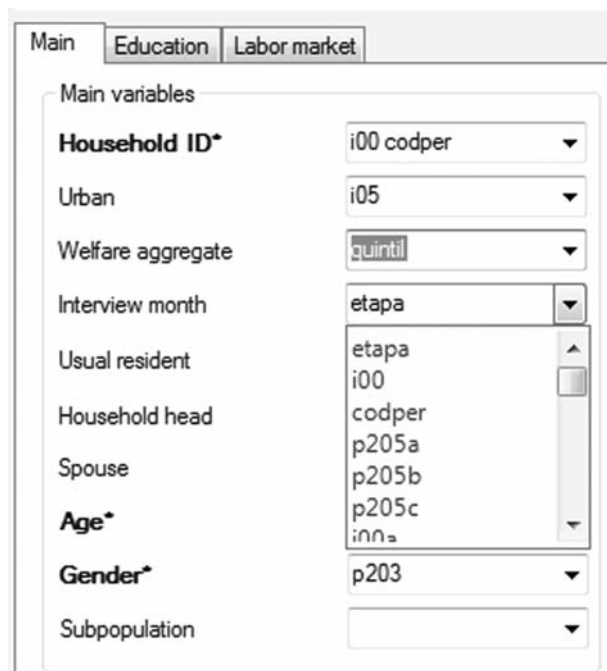 Main Education Labor market
Main variables
Household ID* i00 codper
Urban i05
Welfare aggregate quintil
Interview month etapa
Usual resident etapa
i00
Household head codper
p205a
Spouse p205b
p205c
Age* i00a
Gender* p203
Subpopulation